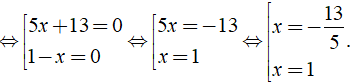 ⇔ [ 5x + 13 = 0 ; 1 − x = 0 ⇔ [ 5x = −13 ; x = 1 ⇔ [ x = −13/5 ; x = 1 .